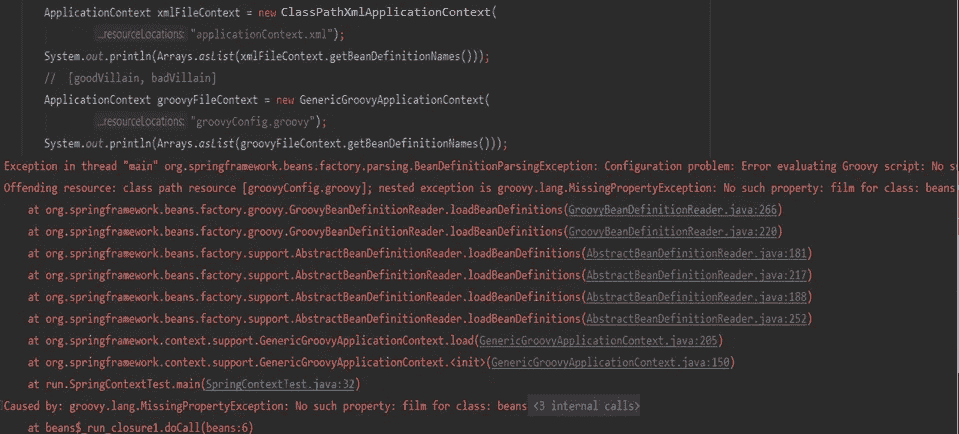 ApplicationContext xmlFileContext = new ClassPathXmlApplicationContext(
...resourceLocations: "applicationContext.xml");
System.out.println(Arrays.asList(xmlFileContext.getBeanDefinitionNames()));
// [goodVillain, badVillain]
ApplicationContext groovyFileContext = new GenericGroovyApplicationContext(
...resourceLocations: "groovyConfig.groovy");
System.out.println(Arrays.asList(groovyFileContext.getBeanDefinitionNames()));
Exception in thread "main" org.springframework.beans.factory.parsing.BeanDefinitionParsingException: Configuration problem: Error evaluating Groovy script: No su
Offending resource: class path resource [groovyConfig.groovy]; nested exception is groovy.lang.MissingPropertyException: No such property: film for class: beans
at org.springframework.beans.factory.groovy.GroovyBeanDefinitionReader.loadBeanDefinitions(GroovyBeanDefinitionReader.java:266)
at org.springframework.beans.factory.groovy.GroovyBeanDefinitionReader.loadBeanDefinitions(GroovyBeanDefinitionReader.java:220)
at org.springframework.beans.factory.support.AbstractBeanDefinitionReader.loadBeanDefinitions(AbstractBeanDefinitionReader.java:181)
at org.springframework.beans.factory.support.AbstractBeanDefinitionReader.loadBeanDefinitions(AbstractBeanDefinitionReader.java:217)
at org.springframework.beans.factory.support.AbstractBeanDefinitionReader.loadBeanDefinitions(AbstractBeanDefinitionReader.java:188)
at org.springframework.beans.factory.support.AbstractBeanDefinitionReader.loadBeanDefinitions(AbstractBeanDefinitionReader.java:252)
at org.springframework.context.support.GenericGroovyApplicationContext.load(GenericGroovyApplicationContext.java:205)
at org.springframework.context.support.GenericGroovyApplicationContext.<init>(GenericGroovyApplicationContext.java:150)
at run.SpringContextTest.main(SpringContextTest.java:32)
Caused by: groovy.lang.MissingPropertyException: No such property: film for class: beans <3 internal calls>
at beans$_run_closure1.doCall(beans:6)